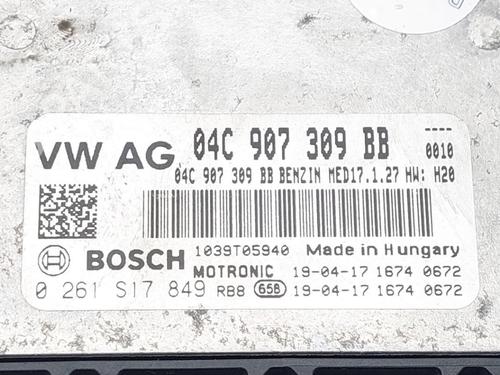 VW AG 04C 907 309 BB ---- 0010
04C 907 309 BB BENZIN MED17.1.27 HW: H20
BOSCH 1039T05940 Made in Hungary
MOTRONIC 19-04-17 1674 0672
0 261 S17 849 RBB 658 19-04-17 1674 0672